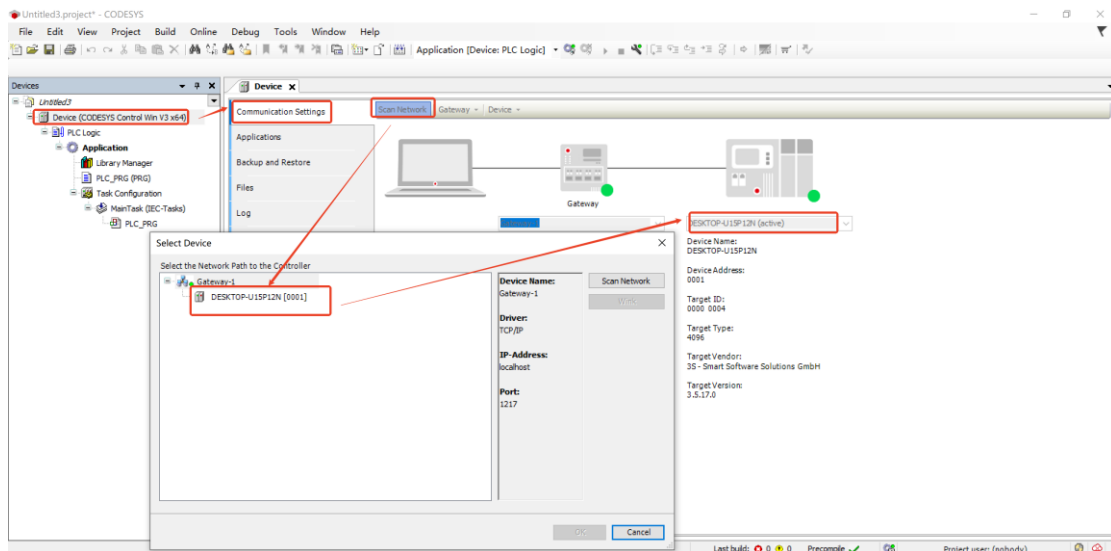 Untitled3.project* - CODESYS
File Edit View Project Build Online Debug Tools Window Help
Application [Device: PLC Logic]
Devices
Device
Untitled3
Device (CODESYS Control Win V3 x64)
PLC Logic
Application
Library Manager
PLC_PRG (PRG)
Task Configuration
MainTask (IEC-Tasks)
PLC_PRG
Communication Settings
Applications
Backup and Restore
Files
Log
Scan Network Gateway Device
Gateway
DESKTOP-U15P12N (active)
Device Name:
DESKTOP-U15P12N
Device Address:
0001
Target ID:
0000 0004
Target Type:
4096
Target Vendor:
3S - Smart Software Solutions GmbH
Target Version:
3.5.17.0
Select Device
Select the Network Path to the Controller
Gateway-1
DESKTOP-U15P12N [0001]
Device Name:
Gateway-1
Driver:
TCP/IP
IP-Address:
localhost
Port:
1217
Scan Network
Wink
OK Cancel
Last build: 0 0 Precompile Project user: (nobody)